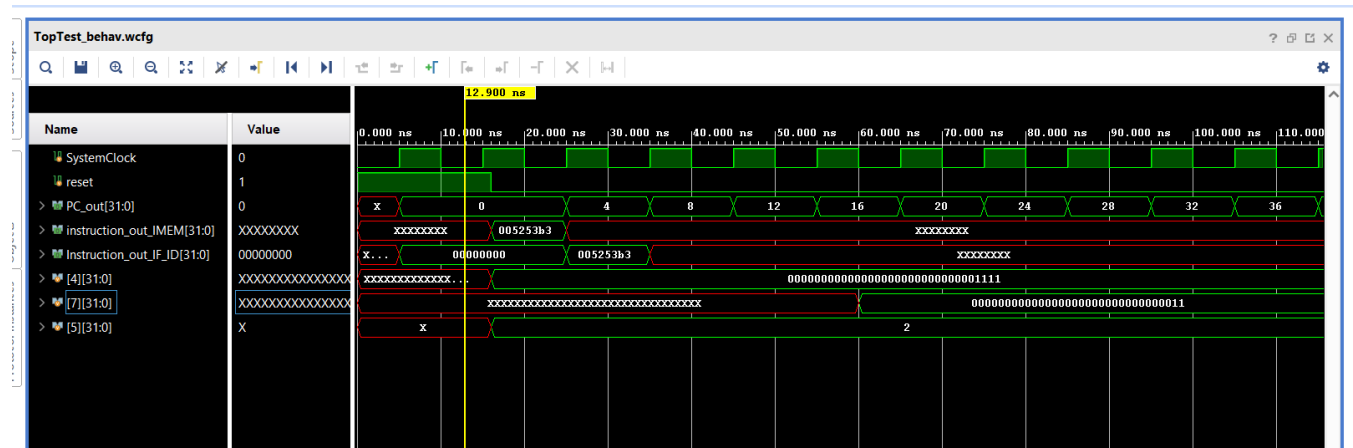 TopTest_behav.wcfg
12.900 ns
Name Value
0.000 ns 10.000 ns 20.000 ns 30.000 ns 40.000 ns 50.000 ns 60.000 ns 70.000 ns 80.000 ns 90.000 ns 100.000 ns 110.000
SystemClock 0
reset 1
PC_out[31:0] 0 X 0 4 8 12 16 20 24 28 32 36
instruction_out_IMEM[31:0] XXXXXXXX XXXXXXXX 005253b3 XXXXXXXX
Instruction_out_IF_ID[31:0] 00000000 X... 00000000 005253b3 XXXXXXXX
[4][31:0] XXXXXXXXXXXXXXX XXXXXXXXXXXXX... 00000000000000000000000000001111
[7][31:0] XXXXXXXXXXXXXXX XXXXXXXXXXXXXXXXXXXXXXXXXXXXXXXX 00000000000000000000000000000011
[5][31:0] X X 2